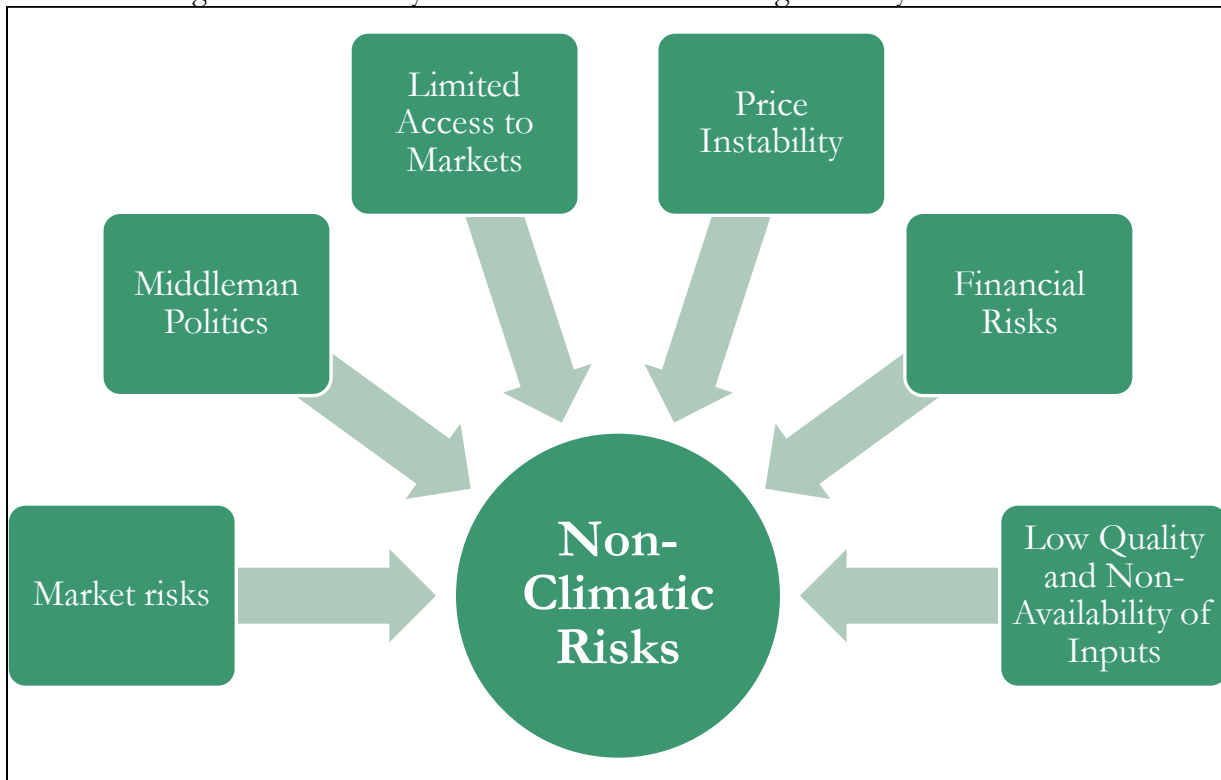 Limited
Access to
Markets
Price
Instability
Middleman
Politics
Financial
Risks
Market risks
Non-
Climatic
Risks
Low Quality
and Non-
Availability of
Inputs